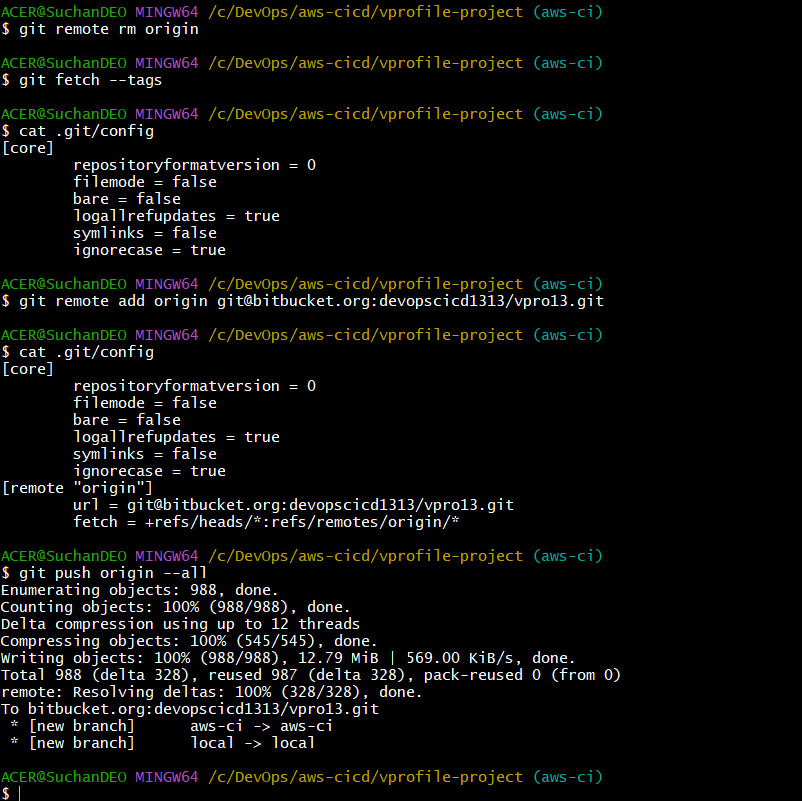 ACER@SuchanDEO MINGW64 /c/DevOps/aws-cicd/vprofile-project (aws-ci)
$ git remote rm origin
ACER@SuchanDEO MINGW64 /c/DevOps/aws-cicd/vprofile-project (aws-ci)
$ git fetch --tags
ACER@SuchanDEO MINGW64 /c/DevOps/aws-cicd/vprofile-project (aws-ci)
$ cat .git/config
[core]
        repositoryformatversion = 0
        filemode = false
        bare = false
        logallrefupdates = true
        symlinks = false
        ignorecase = true
ACER@SuchanDEO MINGW64 /c/DevOps/aws-cicd/vprofile-project (aws-ci)
$ git remote add origin git@bitbucket.org:devopscicd1313/vpro13.git
ACER@SuchanDEO MINGW64 /c/DevOps/aws-cicd/vprofile-project (aws-ci)
$ cat .git/config
[core]
        repositoryformatversion = 0
        filemode = false
        bare = false
        logallrefupdates = true
        symlinks = false
        ignorecase = true
[remote "origin"]
        url = git@bitbucket.org:devopscicd1313/vpro13.git
        fetch = +refs/heads/*:refs/remotes/origin/*
ACER@SuchanDEO MINGW64 /c/DevOps/aws-cicd/vprofile-project (aws-ci)
$ git push origin --all
Enumerating objects: 988, done.
Counting objects: 100% (988/988), done.
Delta compression using up to 12 threads
Compressing objects: 100% (545/545), done.
Writing objects: 100% (988/988), 12.79 MiB | 569.00 KiB/s, done.
Total 988 (delta 328), reused 987 (delta 328), pack-reused 0 (from 0)
remote: Resolving deltas: 100% (328/328), done.
To bitbucket.org:devopscicd1313/vpro13.git
 * [new branch]      aws-ci -> aws-ci
 * [new branch]      local -> local
ACER@SuchanDEO MINGW64 /c/DevOps/aws-cicd/vprofile-project (aws-ci)
$